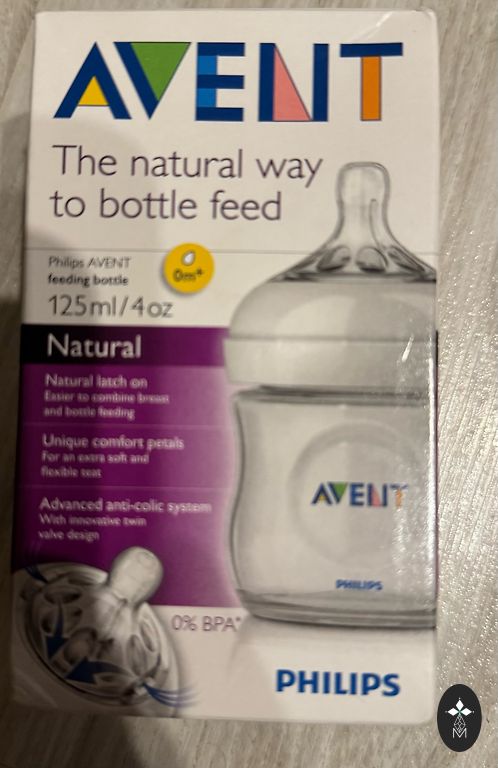 AVENT
The natural way
to bottle feed
Philips AVENT
feeding bottle
125ml/4oz
0m+
Natural
Natural latch on
Easier to combine breast
and bottle feeding
Unique comfort petals
For an extra soft and
flexible teat
Advanced anti-colic system
With innovative twin
valve design
AVENT
PHILIPS
0% BPA*
PHILIPS
M